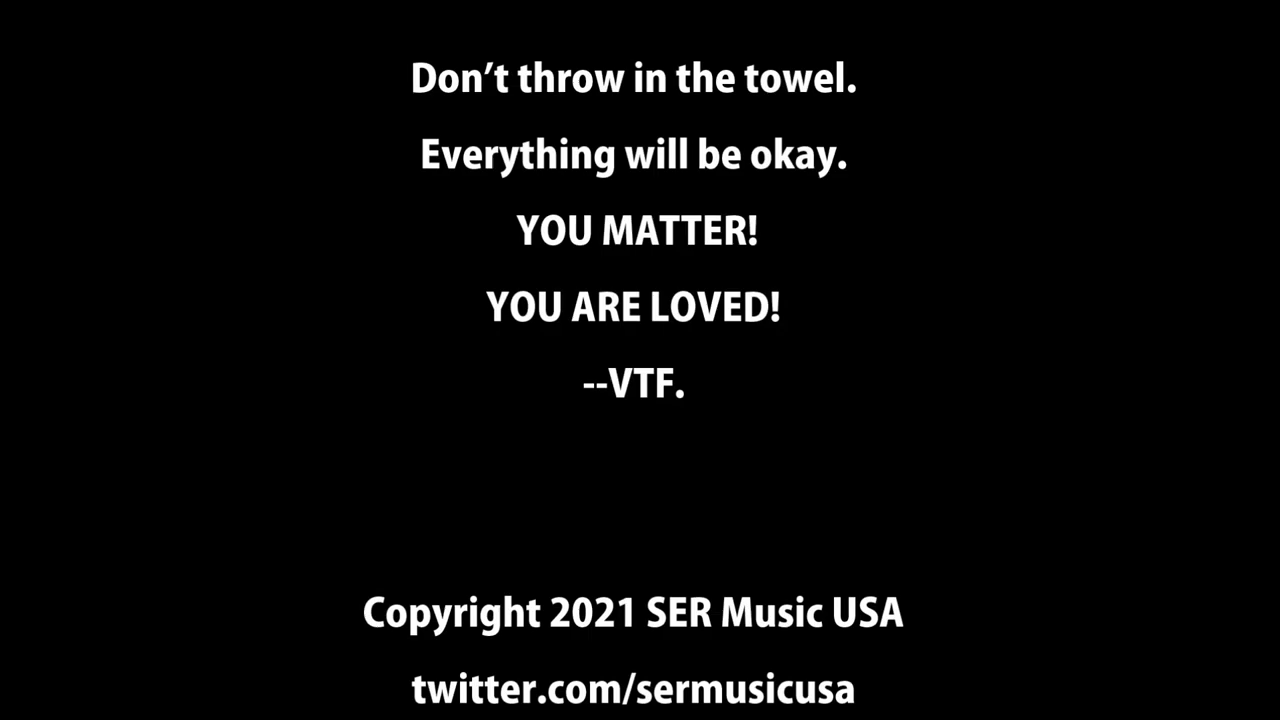 Don’t throw in the towel.
Everything will be okay.
YOU MATTER!
YOU ARE LOVED!
--VTF.
Copyright 2021 SER Music USA
twitter.com/sermusicusa